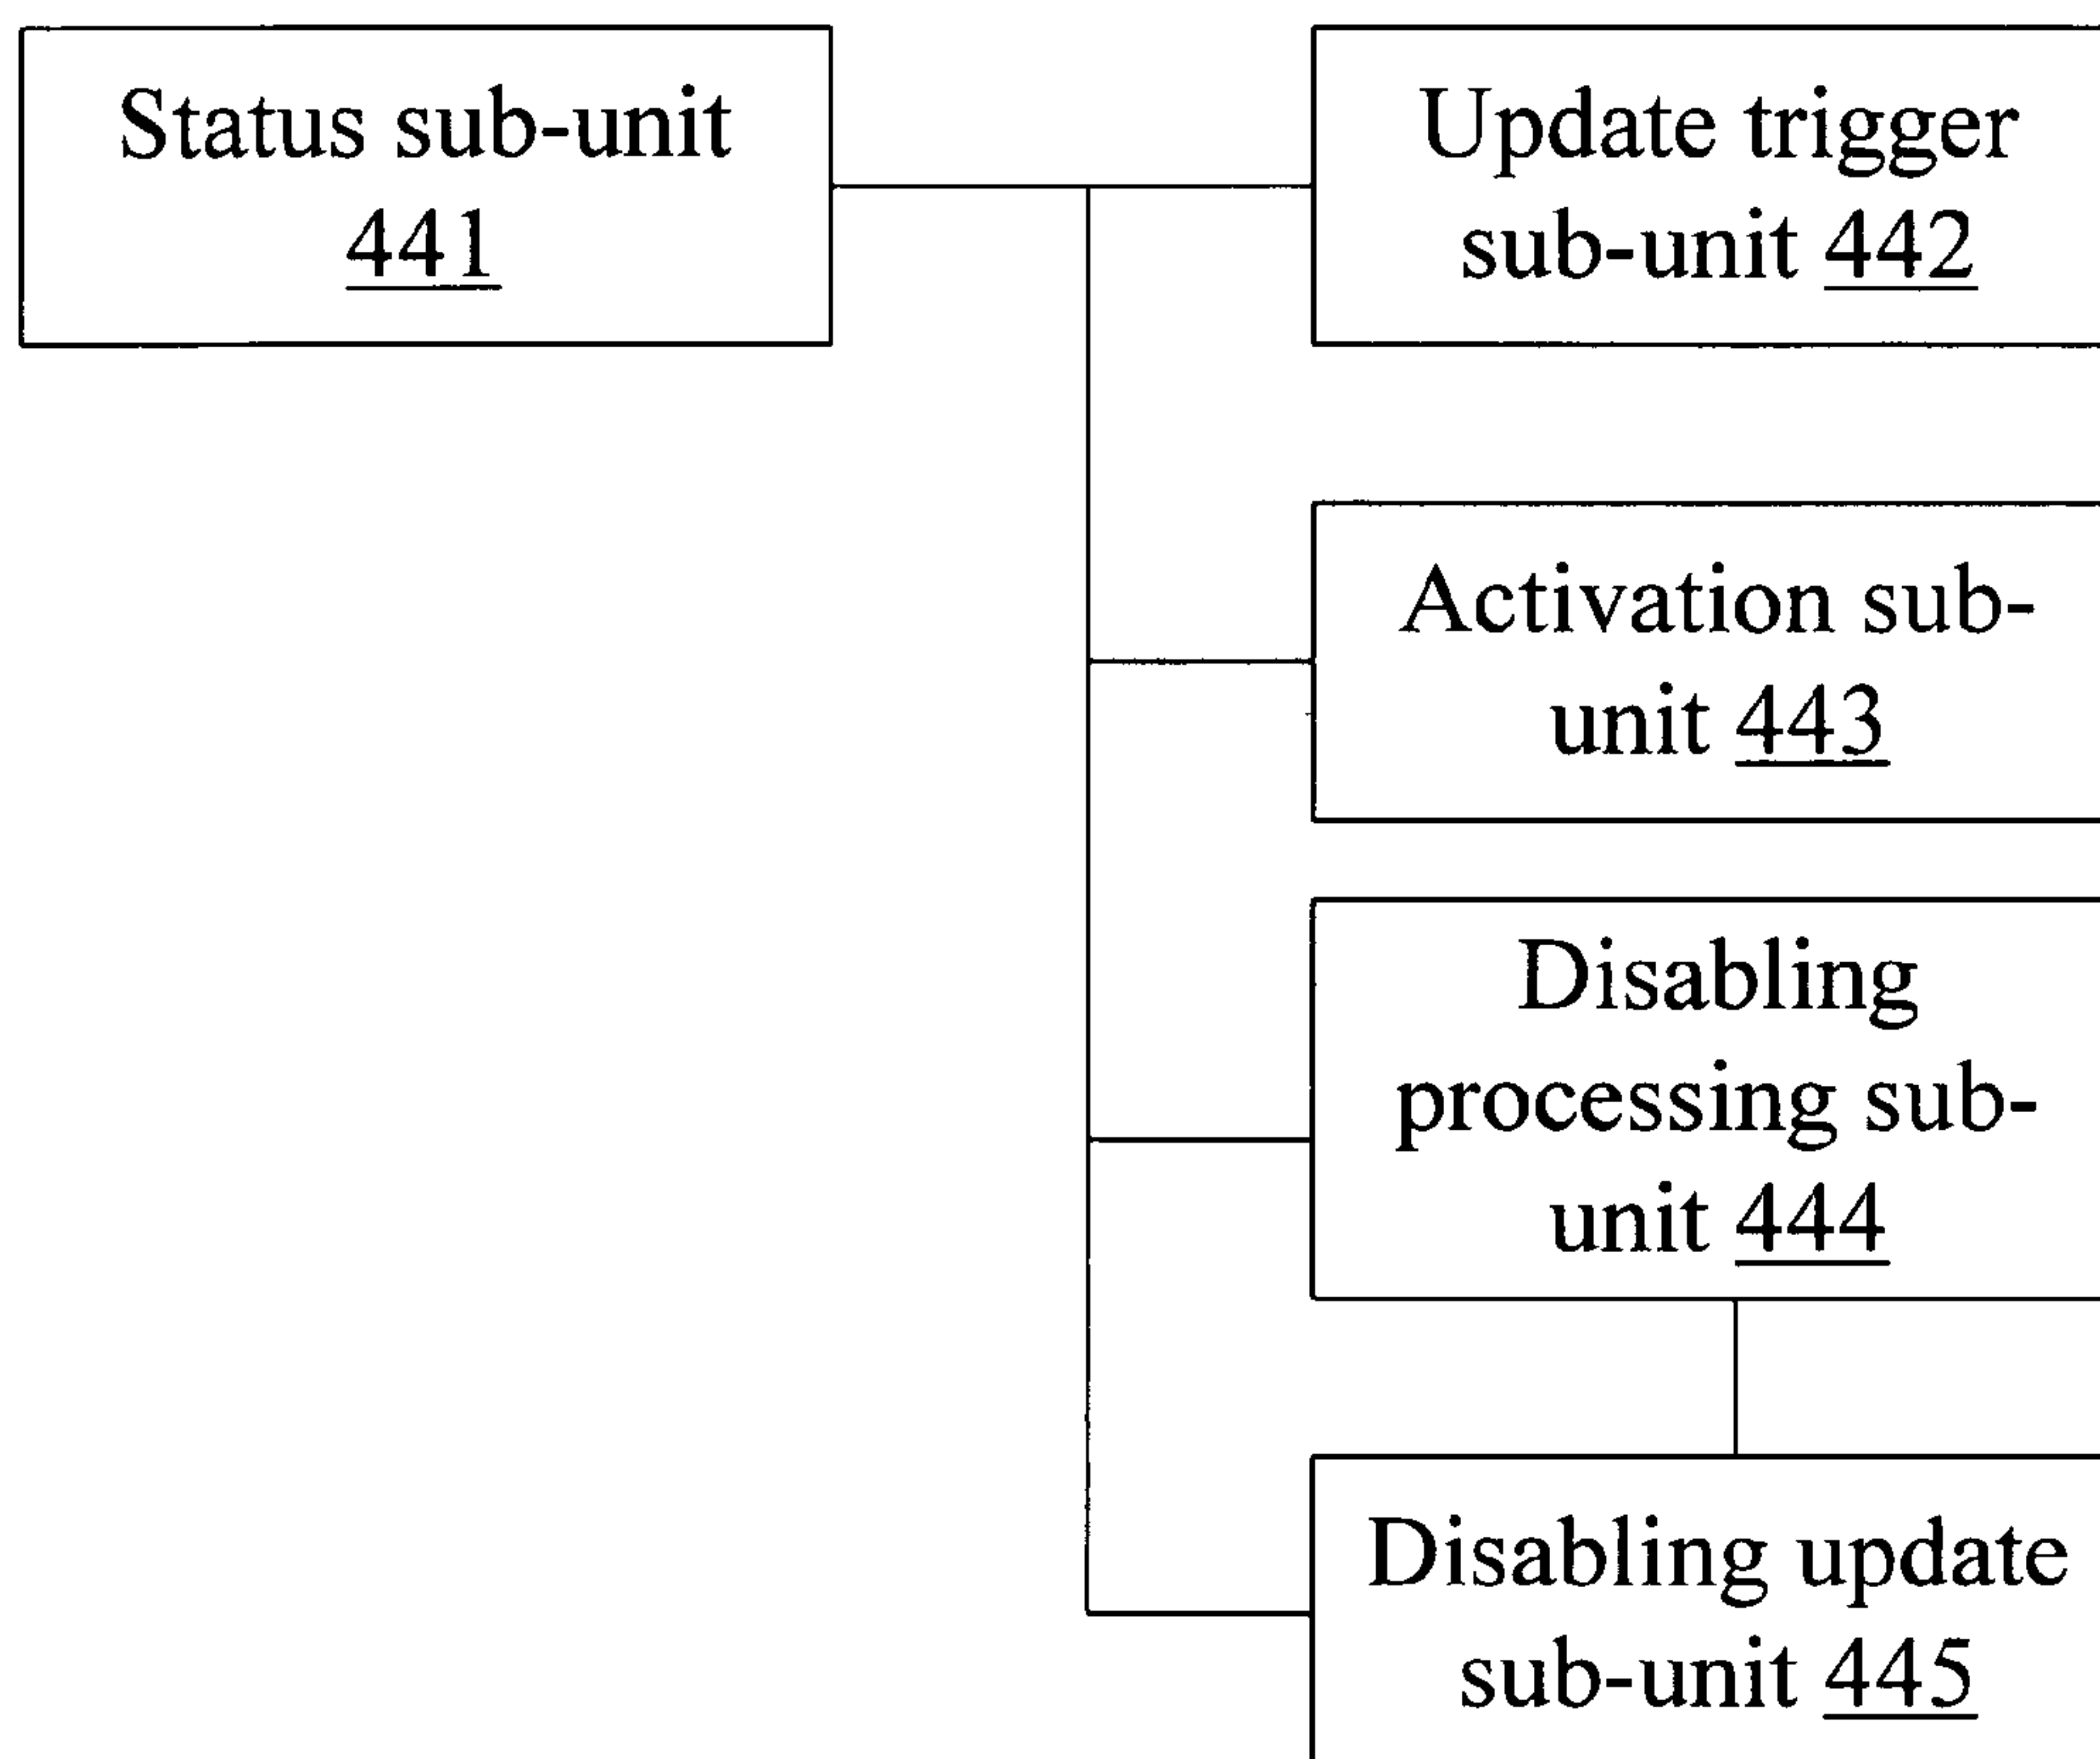 Status sub-unit
441
Update trigger
sub-unit 442
Activation sub-
unit 443
Disabling
processing sub-
unit 444
Disabling update
sub-unit 445